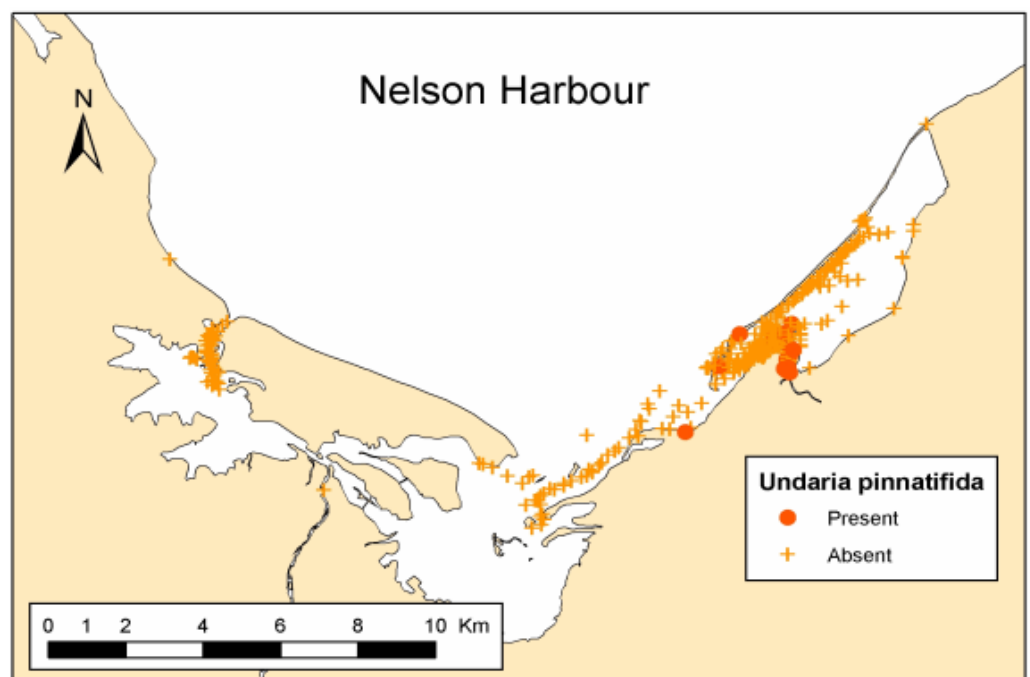 Nelson Harbour
N
Undaria pinnatifida
Present
Absent
0 1 2 4 6 8 10 Km